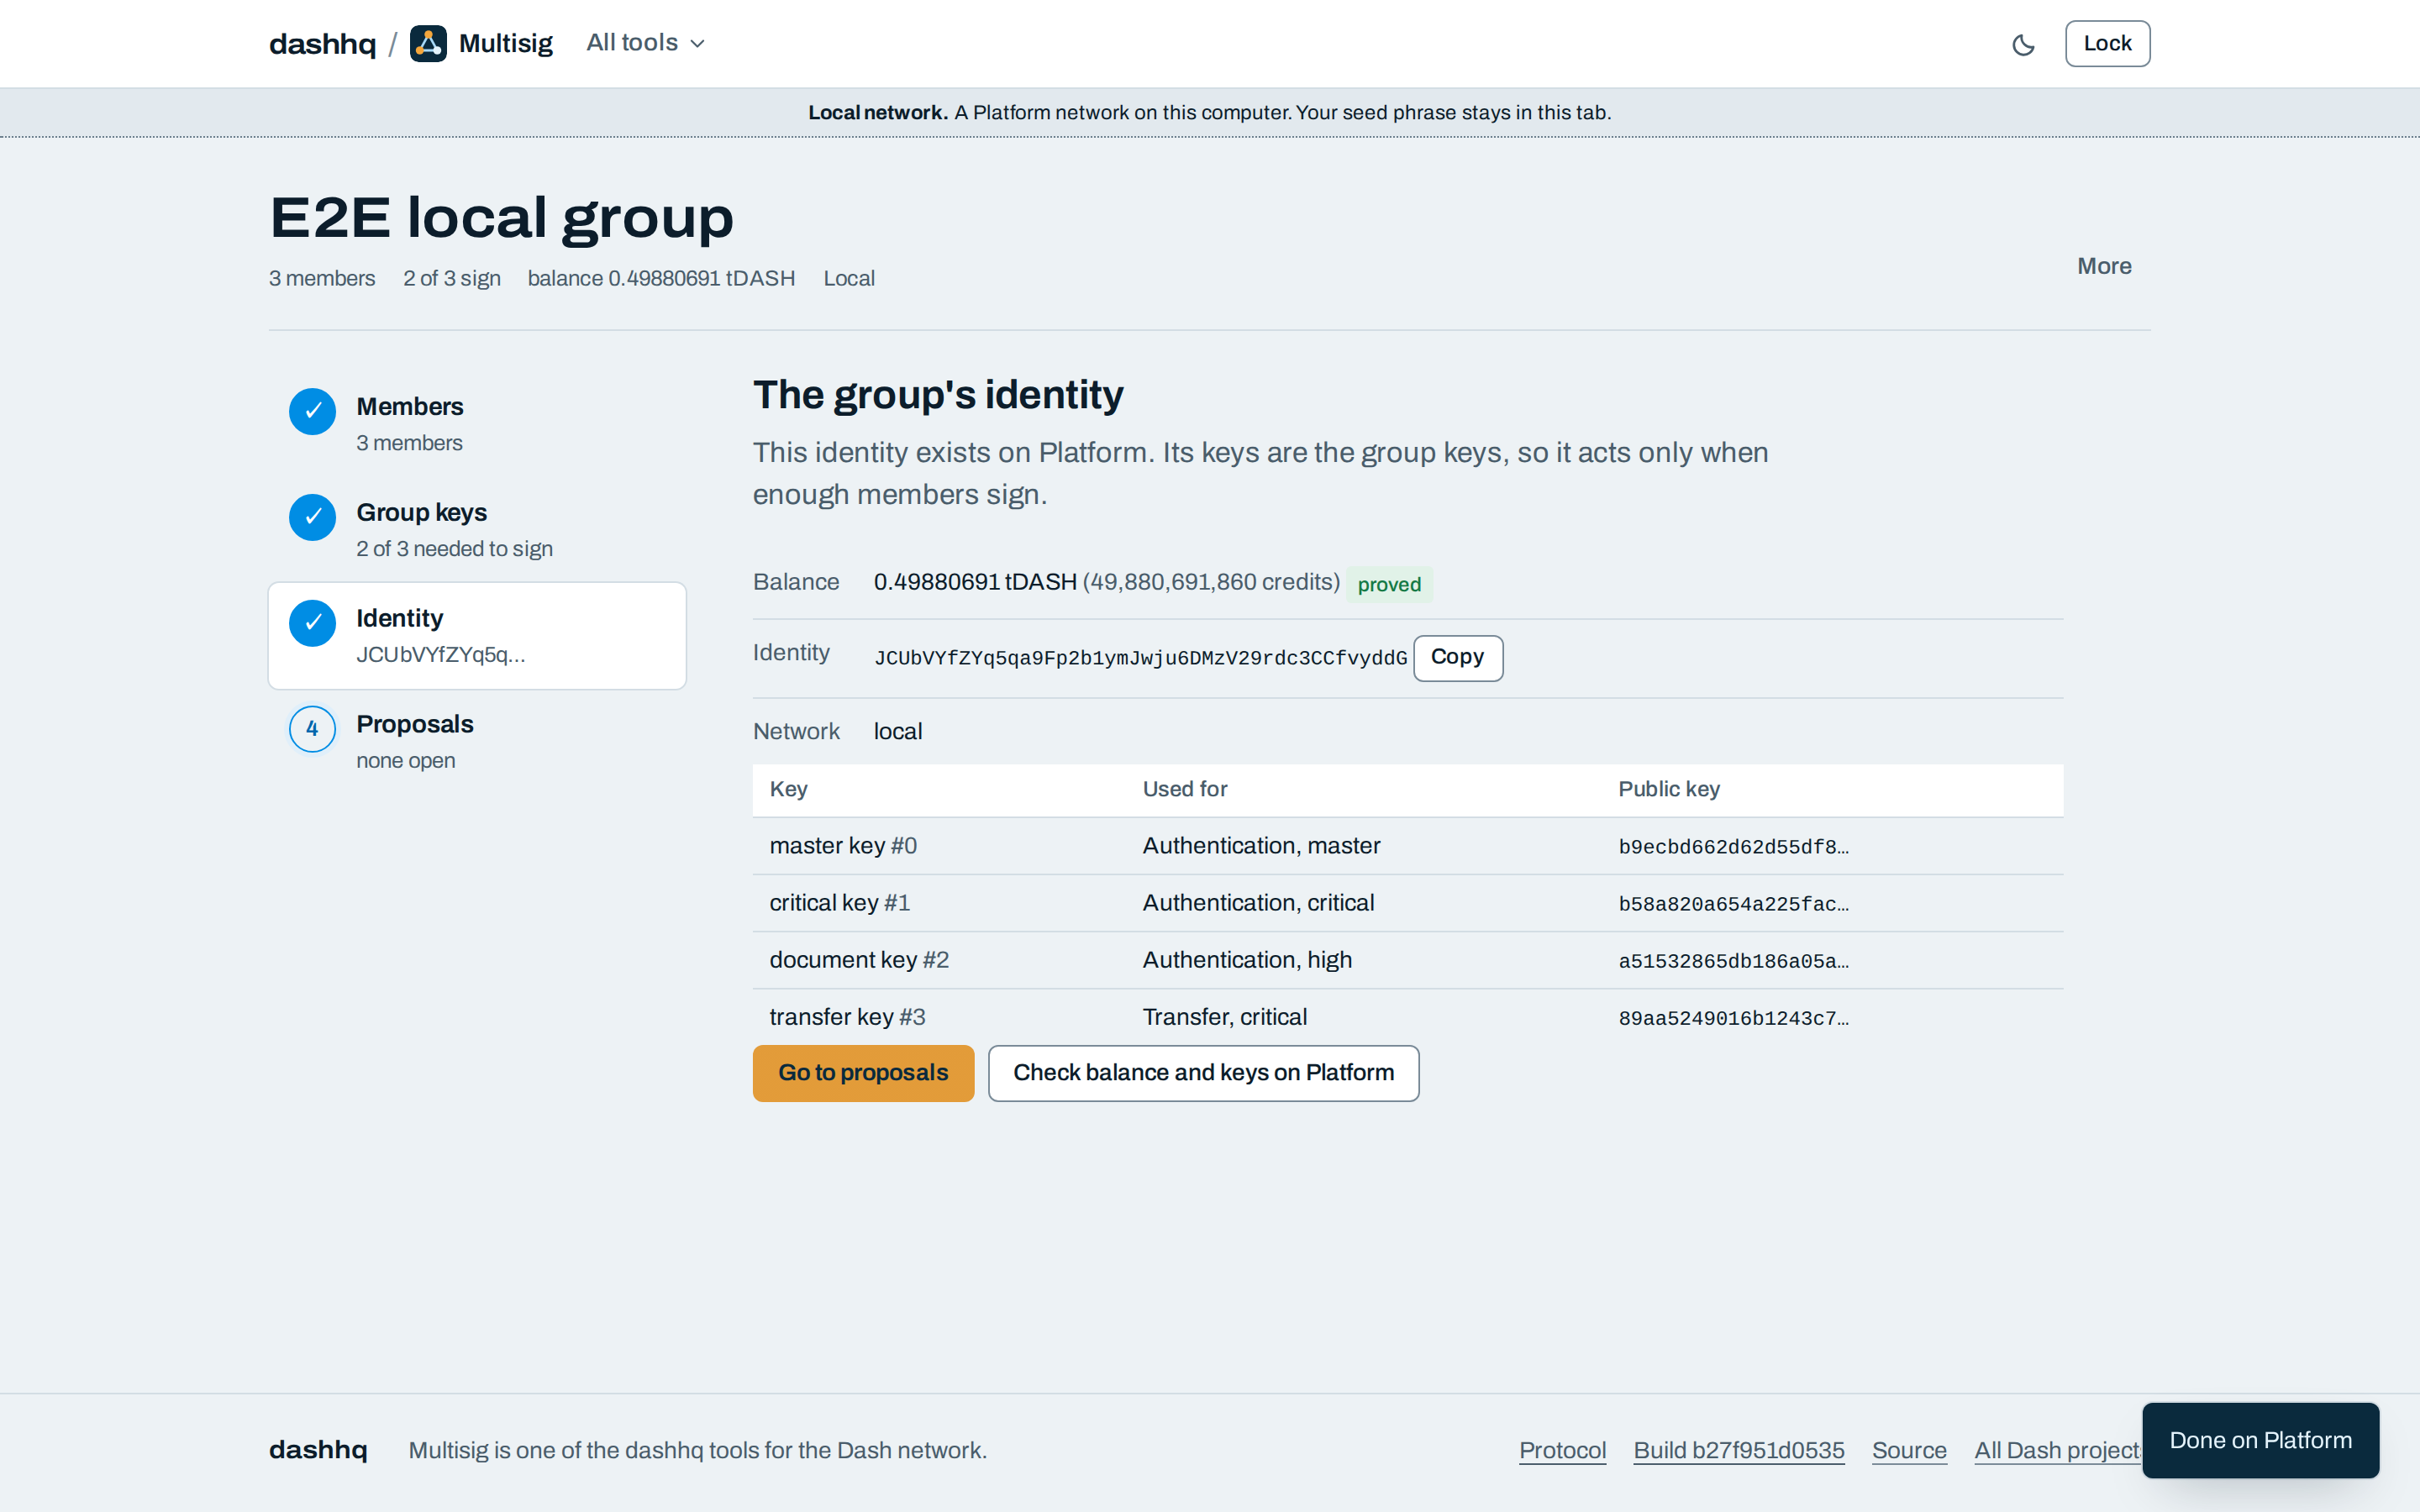 dashhq / Multisig All tools Lock
Local network. A Platform network on this computer. Your seed phrase stays in this tab.
E2E local group
3 members 2 of 3 sign balance 0.49880691 tDASH Local
More
✓ Members
3 members
✓ Group keys
2 of 3 needed to sign
✓ Identity
JCUbVYfZYq5q...
4 Proposals
none open
The group's identity
This identity exists on Platform. Its keys are the group keys, so it acts only when
enough members sign.
Balance 0.49880691 tDASH (49,880,691,860 credits) proved
Identity JCUbVYfZYq5qa9Fp2b1ymJwju6DMzV29rdc3CCfvyddG Copy
Network local
Key Used for Public key
master key #0 Authentication, master b9ecbd662d62d55df8…
critical key #1 Authentication, critical b58a820a654a225fac…
document key #2 Authentication, high a51532865db186a05a…
transfer key #3 Transfer, critical 89aa5249016b1243c7…
Go to proposals Check balance and keys on Platform
dashhq Multisig is one of the dashhq tools for the Dash network. Protocol Build b27f951d0535 Source All Dash project
Done on Platform